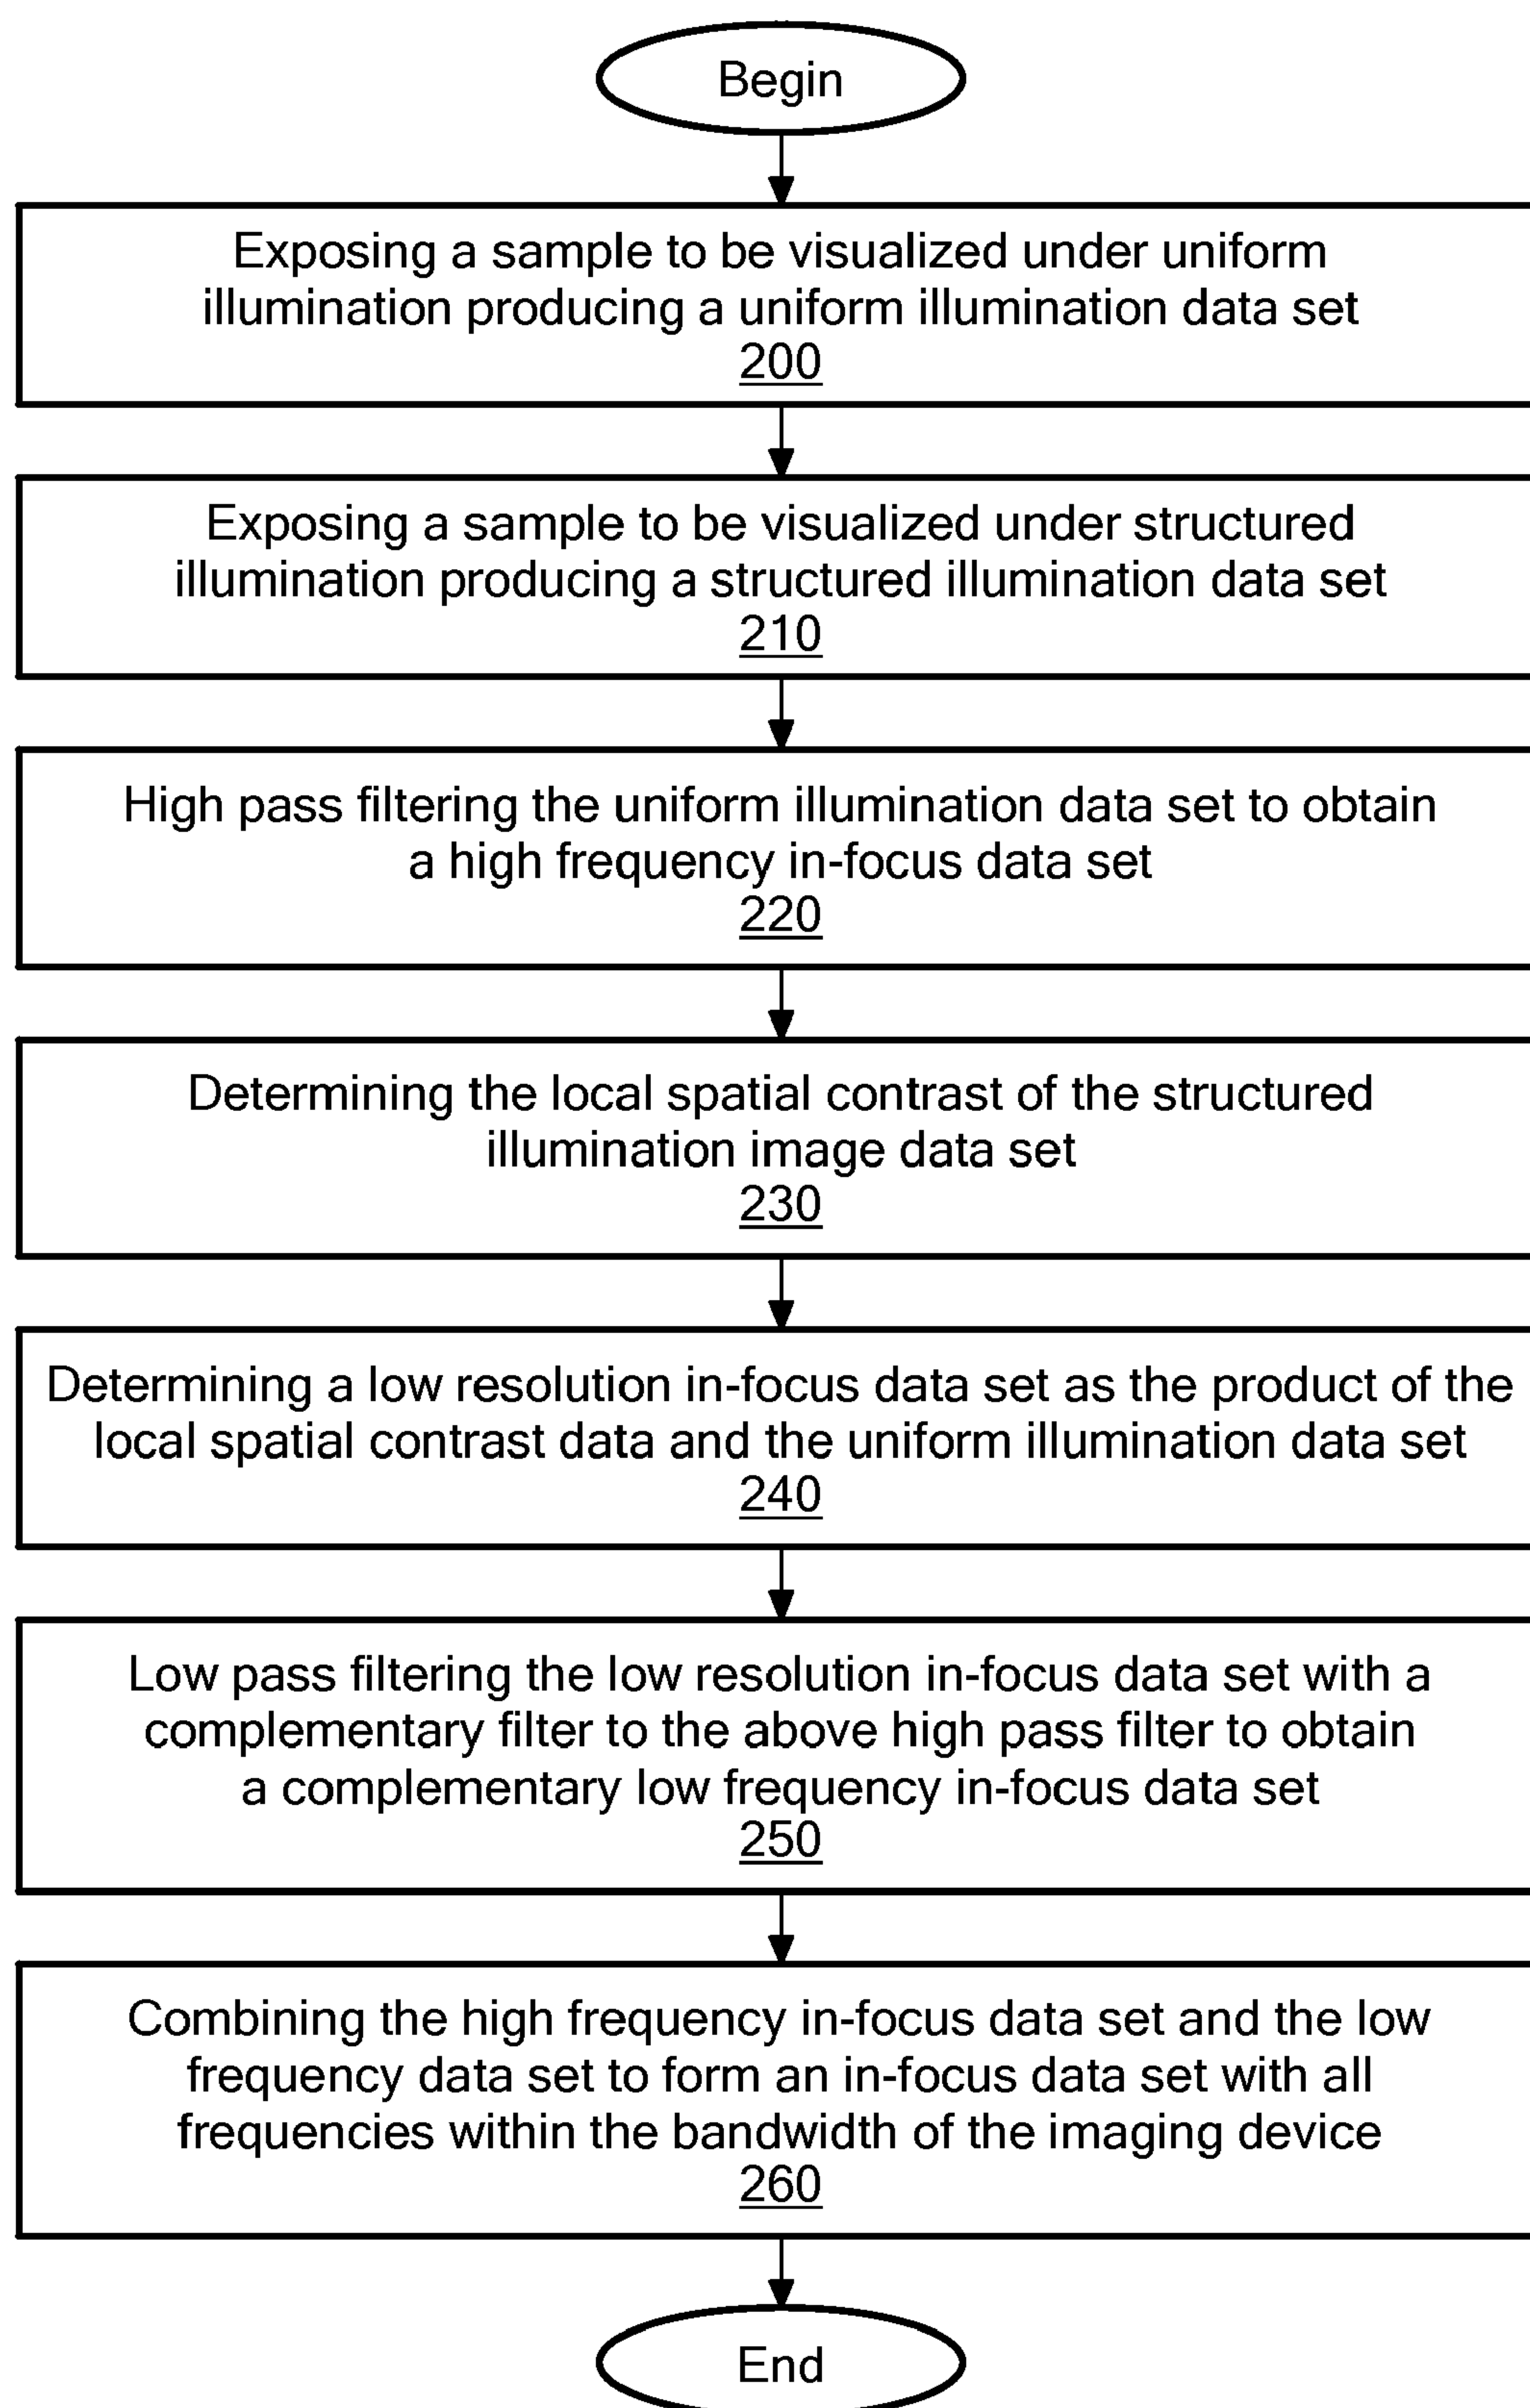 Begin
Exposing a sample to be visualized under uniform
illumination producing a uniform illumination data set
200
Exposing a sample to be visualized under structured
illumination producing a structured illumination data set
210
High pass filtering the uniform illumination data set to obtain
a high frequency in-focus data set
220
Determining the local spatial contrast of the structured
illumination image data set
230
Determining a low resolution in-focus data set as the product of the
local spatial contrast data and the uniform illumination data set
240
Low pass filtering the low resolution in-focus data set with a
complementary filter to the above high pass filter to obtain
a complementary low frequency in-focus data set
250
Combining the high frequency in-focus data set and the low
frequency data set to form an in-focus data set with all
frequencies within the bandwidth of the imaging device
260
End